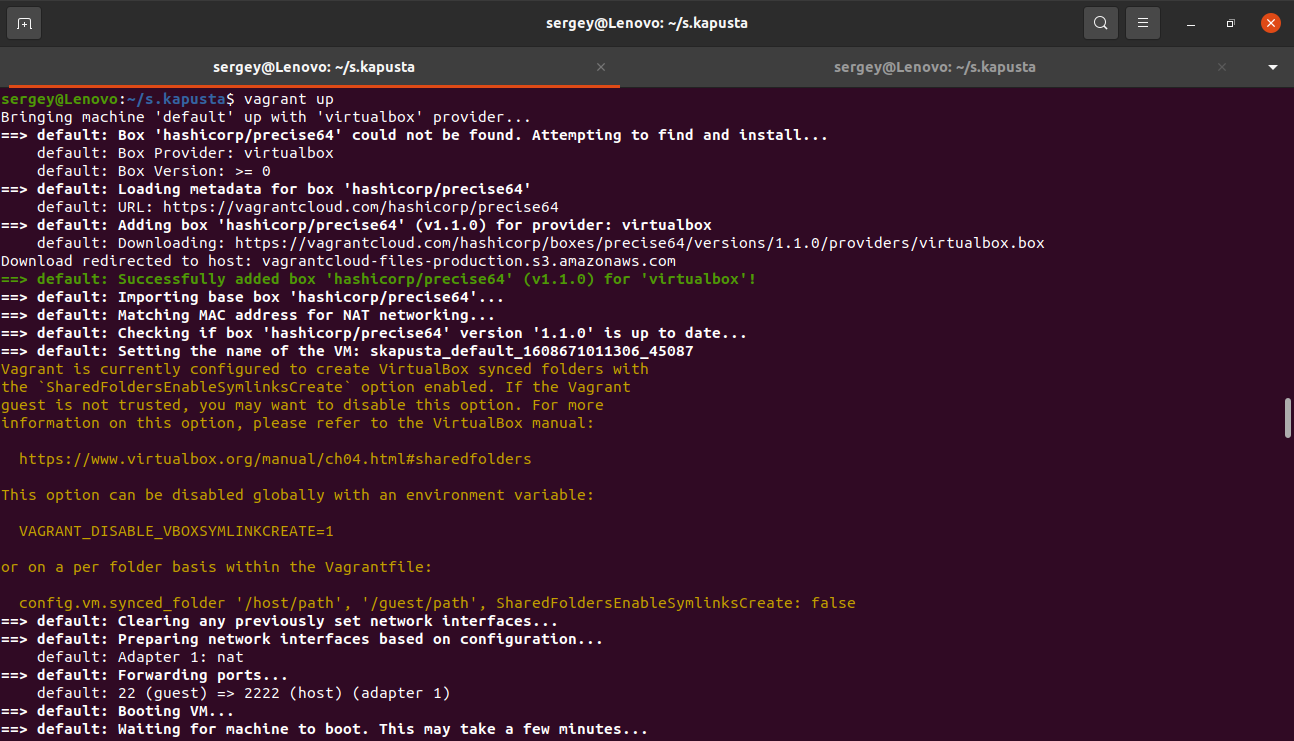 sergey@Lenovo: ~/s.kapusta
sergey@Lenovo: ~/s.kapusta
sergey@Lenovo: ~/s.kapusta
sergey@Lenovo:~/s.kapusta$ vagrant up
Bringing machine 'default' up with 'virtualbox' provider...
==> default: Box 'hashicorp/precise64' could not be found. Attempting to find and install...
    default: Box Provider: virtualbox
    default: Box Version: >= 0
==> default: Loading metadata for box 'hashicorp/precise64'
    default: URL: https://vagrantcloud.com/hashicorp/precise64
==> default: Adding box 'hashicorp/precise64' (v1.1.0) for provider: virtualbox
    default: Downloading: https://vagrantcloud.com/hashicorp/boxes/precise64/versions/1.1.0/providers/virtualbox.box
Download redirected to host: vagrantcloud-files-production.s3.amazonaws.com
==> default: Successfully added box 'hashicorp/precise64' (v1.1.0) for 'virtualbox'!
==> default: Importing base box 'hashicorp/precise64'...
==> default: Matching MAC address for NAT networking...
==> default: Checking if box 'hashicorp/precise64' version '1.1.0' is up to date...
==> default: Setting the name of the VM: skapusta_default_1608671011306_45087
Vagrant is currently configured to create VirtualBox synced folders with
the `SharedFoldersEnableSymlinksCreate` option enabled. If the Vagrant
guest is not trusted, you may want to disable this option. For more
information on this option, please refer to the VirtualBox manual:
  https://www.virtualbox.org/manual/ch04.html#sharedfolders
This option can be disabled globally with an environment variable:
  VAGRANT_DISABLE_VBOXSYMLINKCREATE=1
or on a per folder basis within the Vagrantfile:
  config.vm.synced_folder '/host/path', '/guest/path', SharedFoldersEnableSymlinksCreate: false
==> default: Clearing any previously set network interfaces...
==> default: Preparing network interfaces based on configuration...
    default: Adapter 1: nat
==> default: Forwarding ports...
    default: 22 (guest) => 2222 (host) (adapter 1)
==> default: Booting VM...
==> default: Waiting for machine to boot. This may take a few minutes...